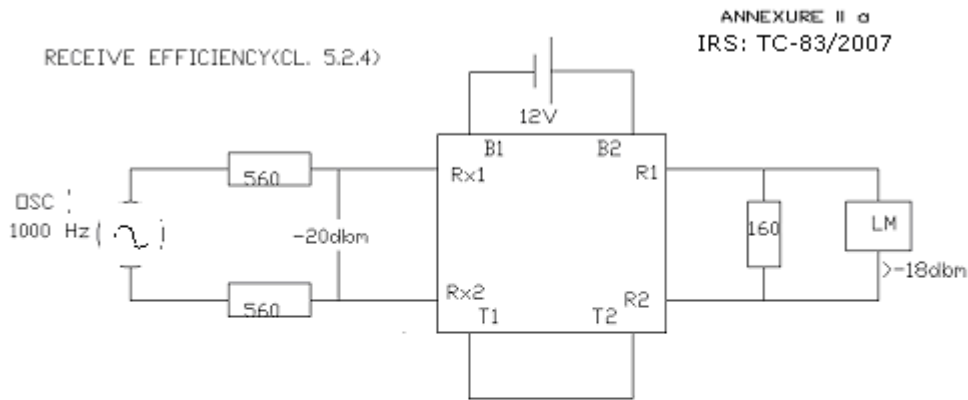 ANNEXURE II a
IRS: TC-83/2007
RECEIVE EFFICIENCY(CL. 5.2.4)
12V
B1 B2
560
Rx1 R1
OSC
1000 Hz
-20dbm
160
LM
>-18dbm
Rx2 R2
560
T1 T2